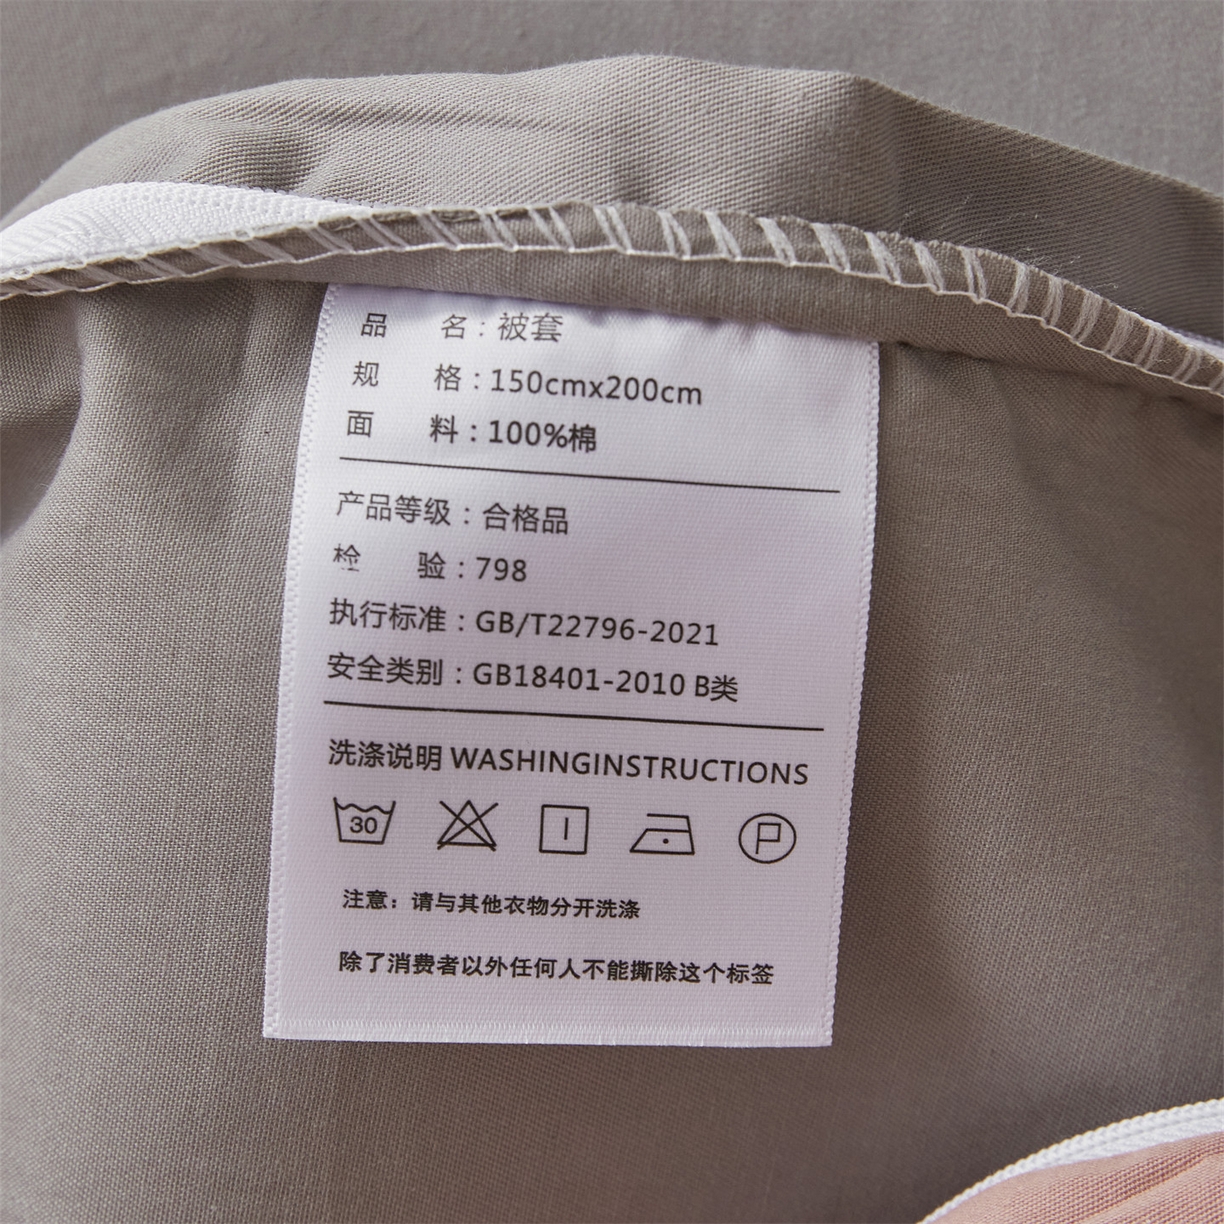 品 名：被套
规 格：150cmx200cm
面 料：100%棉
产品等级：合格品
检 验：798
执行标准：GB/T22796-2021
安全类别：GB18401-2010 B类
洗涤说明 WASHINGINSTRUCTIONS
30 P
注意：请与其他衣物分开洗涤
除了消费者以外任何人不能撕除这个标签